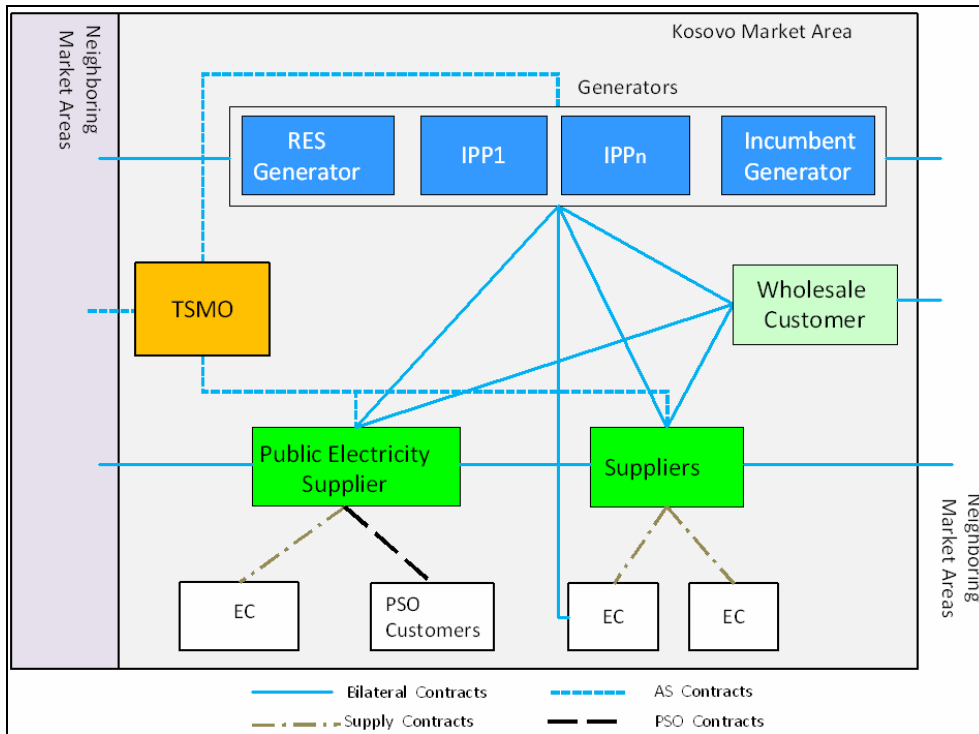 Neighboring
Market Areas
Kosovo Market Area
Generators
RES
Generator
IPP1
IPPn
Incumbent
Generator
TSMO
Wholesale
Customer
Public Electricity
Supplier
Suppliers
Neighboring
Market Areas
EC
PSO
Customers
EC
EC
Bilateral Contracts
AS Contracts
Supply Contracts
PSO Contracts